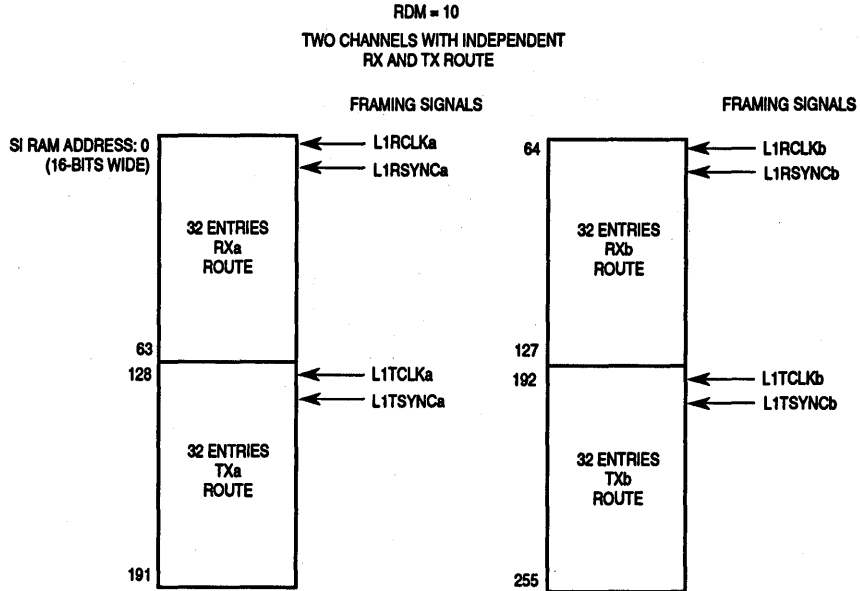 RDM = 10
TWO CHANNELS WITH INDEPENDENT
RX AND TX ROUTE
FRAMING SIGNALS
SI RAM ADDRESS: 0
(16-BITS WIDE)
L1RCLKa
L1RSYNCa
32 ENTRIES
RXa
ROUTE
63
128
L1TCLKa
L1TSYNCa
32 ENTRIES
TXa
ROUTE
191
FRAMING SIGNALS
64
L1RCLKb
L1RSYNCb
32 ENTRIES
RXb
ROUTE
127
192
L1TCLKb
L1TSYNCb
32 ENTRIES
TXb
ROUTE
255